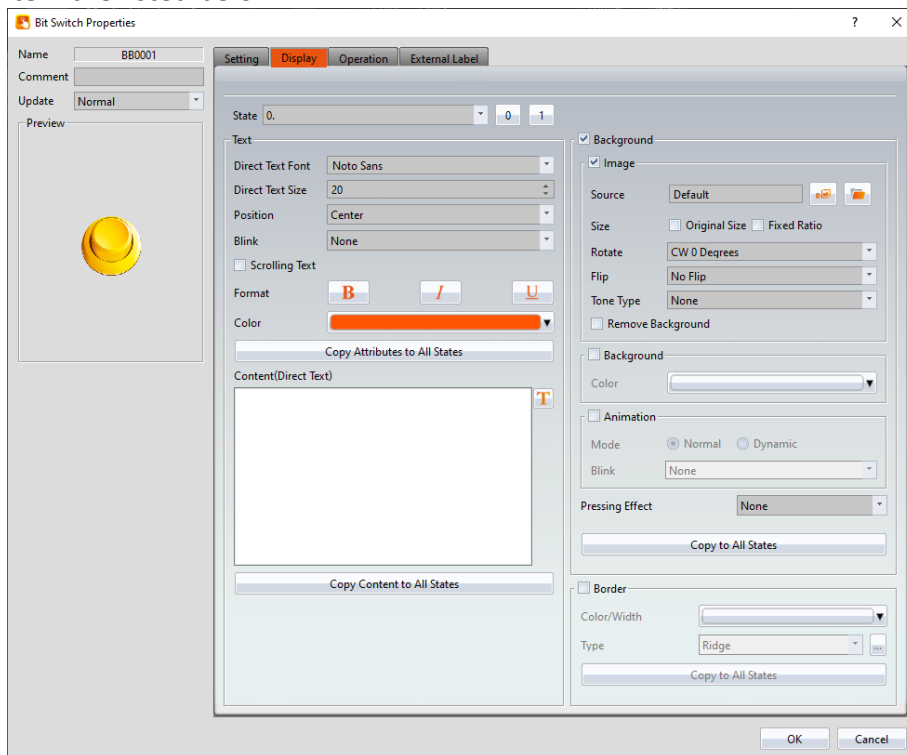 Bit Switch Properties
? X
Name BB0001
Comment
Update Normal
Preview
Setting Display Operation External Label
State 0. 0 1
Text
Direct Text Font Noto Sans
Direct Text Size 20
Position Center
Blink None
Scrolling Text
Format B I U
Color
Copy Attributes to All States
Content(Direct Text)
T
Copy Content to All States
Background
Image
Source Default
Size Original Size Fixed Ratio
Rotate CW 0 Degrees
Flip No Flip
Tone Type None
Remove Background
Background
Color
Animation
Mode Normal Dynamic
Blink None
Pressing Effect None
Copy to All States
Border
Color/Width
Type Ridge ...
Copy to All States
OK Cancel